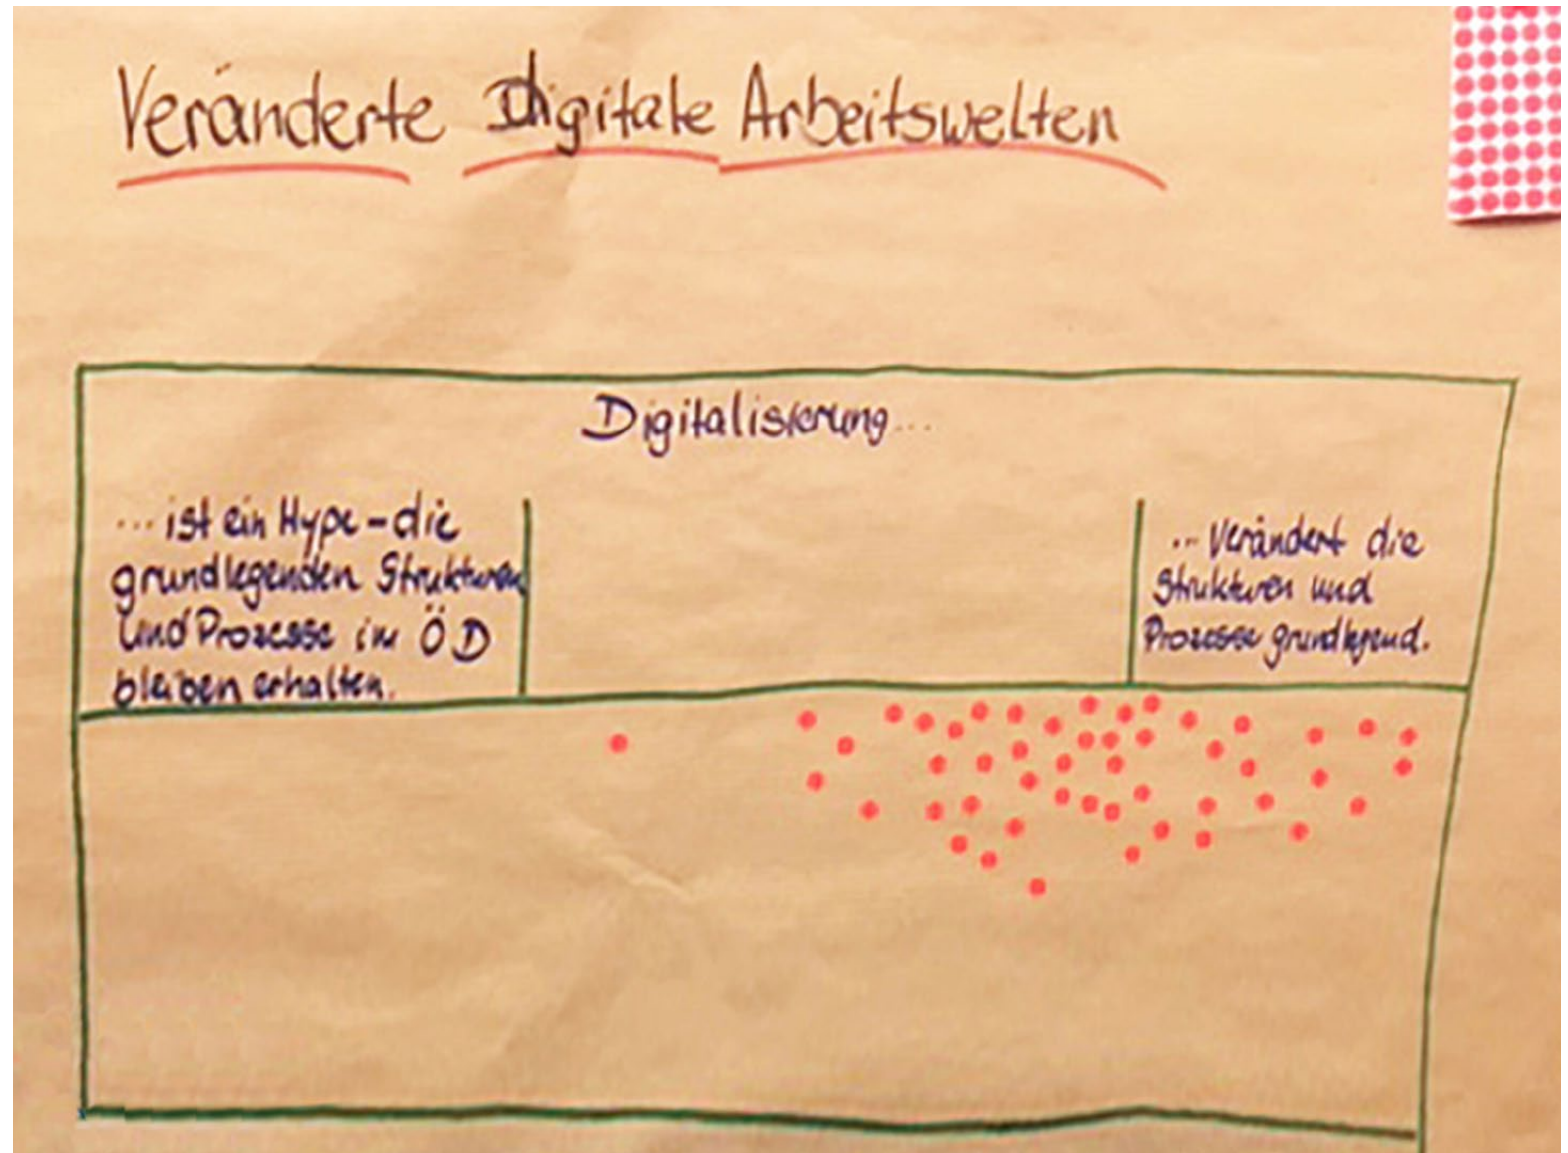 Veränderte Digitale Arbeitswelten
Digitalisierung...
... ist ein Hype - die
grundlegenden Strukturen
und Prozesse im ÖD
bleiben erhalten.
... verändert die
Strukturen und
Prozesse grundlegend.